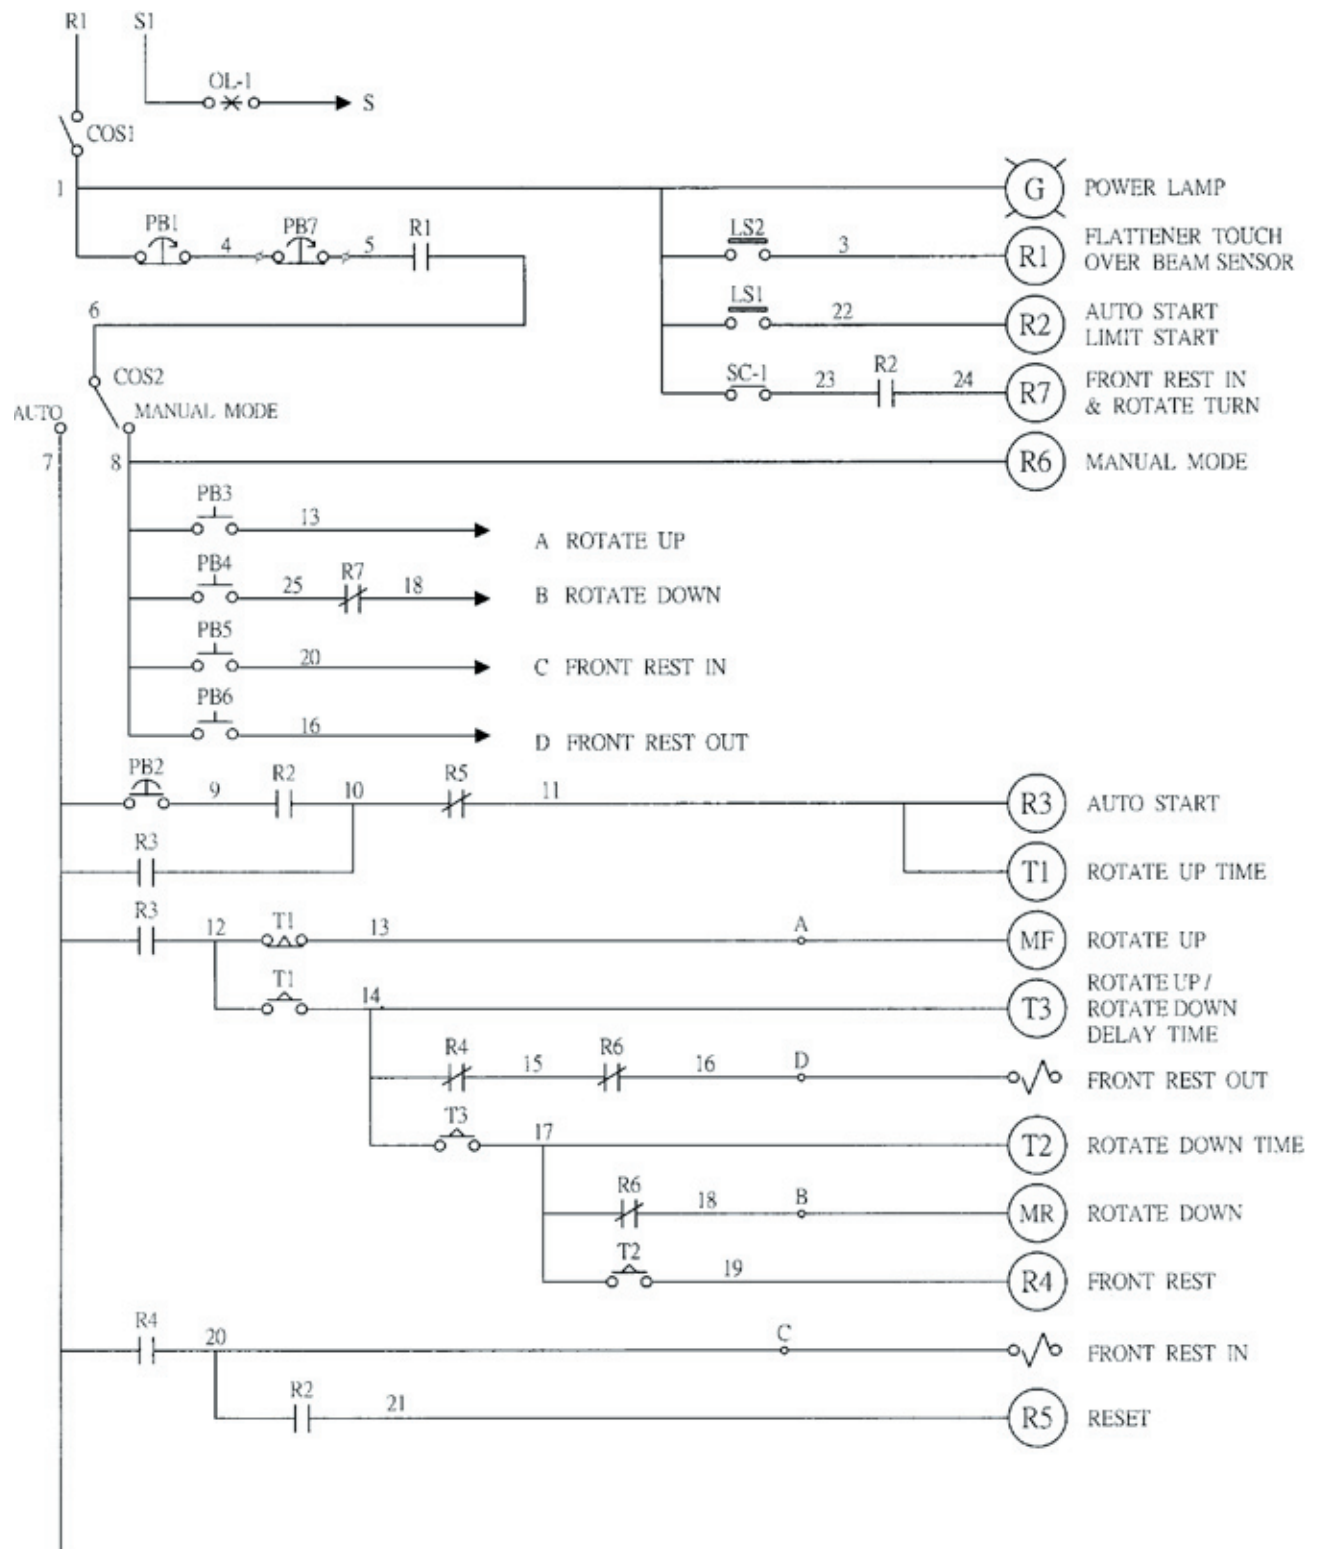 R1 S1
OL-1
S
COS1
1
G POWER LAMP
PB1 4 PB7 5 R1
LS2 3 R1 FLATTENER TOUCH
OVER BEAM SENSOR
6
LS1 22 R2 AUTO START
LIMIT START
COS2
SC-1 23 R2 24 R7 FRONT REST IN
& ROTATE TURN
AUTO MANUAL MODE
7 8 R6 MANUAL MODE
PB3 13
A ROTATE UP
PB4 25 R7 18
B ROTATE DOWN
PB5 20
C FRONT REST IN
PB6 16
D FRONT REST OUT
PB2 9 R2 10 R5 11 R3 AUTO START
R3 T1 ROTATE UP TIME
R3 12 T1 13 A MF ROTATE UP
T1 14 T3 ROTATE UP /
ROTATE DOWN
DELAY TIME
R4 15 R6 16 D FRONT REST OUT
T3 17 T2 ROTATE DOWN TIME
R6 18 B MR ROTATE DOWN
T2 19 R4 FRONT REST
R4 20 C FRONT REST IN
R2 21 R5 RESET